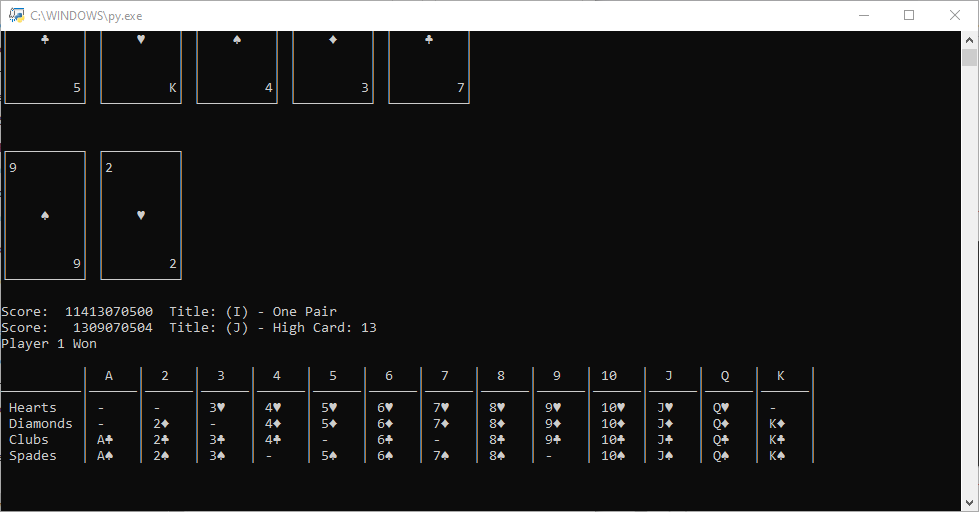 C:\WINDOWS\py.exe
♣ ♥ ♠ ♦ ♣
5 K 4 3 7
9 2
♠ ♥
9 2
Score:  11413070500  Title: (I) - One Pair
Score:   1309070504  Title: (J) - High Card: 13
Player 1 Won
A 2 3 4 5 6 7 8 9 10 J Q K
Hearts - - 3♥ 4♥ 5♥ 6♥ 7♥ 8♥ 9♥ 10♥ J♥ Q♥ -
Diamonds - 2♦ - 4♦ 5♦ 6♦ 7♦ 8♦ 9♦ 10♦ J♦ Q♦ K♦
Clubs A♣ 2♣ 3♣ 4♣ - 6♣ - 8♣ 9♣ 10♣ J♣ Q♣ K♣
Spades A♠ 2♠ 3♠ - 5♠ 6♠ 7♠ 8♠ - 10♠ J♠ Q♠ K♠